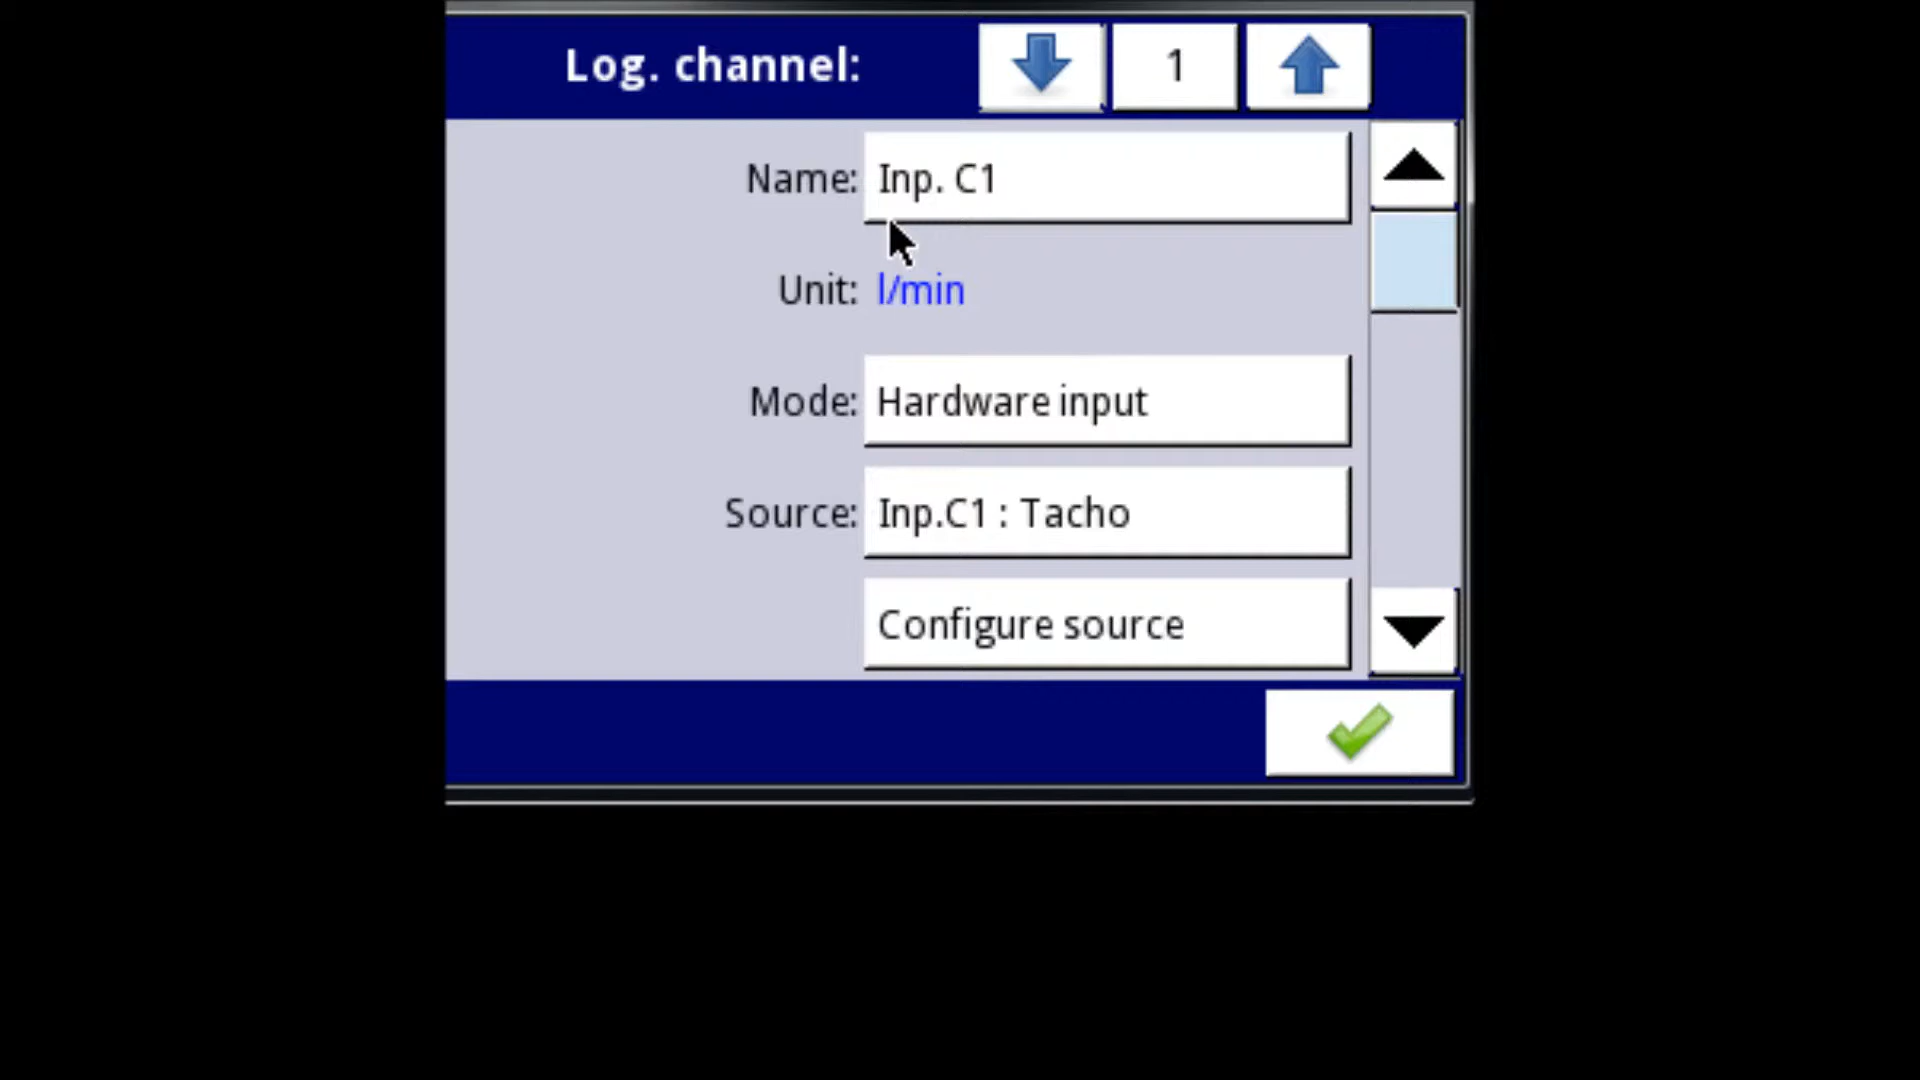 Log. channel: 1
Name: Inp. C1
Unit: l/min
Mode: Hardware input
Source: Inp.C1 : Tacho
Configure source